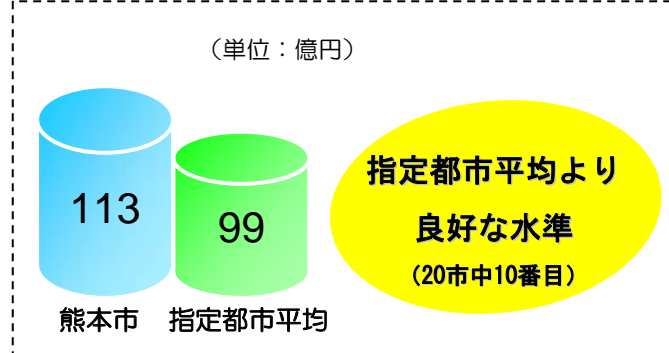 （単位：億円）
113
99
熊本市
指定都市平均
指定都市平均より
良好な水準
（20市中10番目）